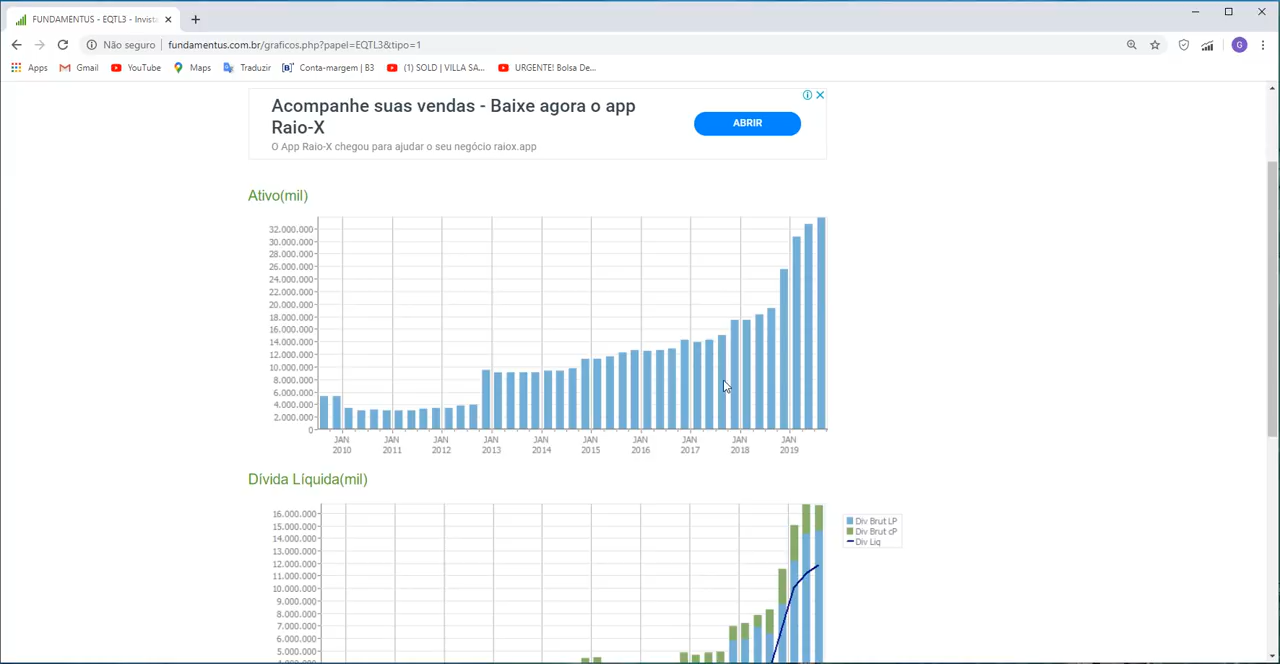 FUNDAMENTUS - EQTL3 - Invist
Não seguro
fundamentus.com.br/graficos.php?papel=EQTL3&tipo=1
G
Apps
Gmail
YouTube
Maps
Traduzir
Conta-margem | B3
(1) SOLD | VILLA SA...
URGENTE! Bolsa De...
Acompanhe suas vendas - Baixe agora o app
Raio-X
O App Raio-X chegou para ajudar o seu negócio raiox.app
ABRIR
Ativo(mil)
32.000.000
30.000.000
28.000.000
26.000.000
24.000.000
22.000.000
20.000.000
18.000.000
16.000.000
14.000.000
12.000.000
10.000.000
8.000.000
6.000.000
4.000.000
2.000.000
0
JAN JAN JAN JAN JAN JAN JAN JAN JAN JAN
2010 2011 2012 2013 2014 2015 2016 2017 2018 2019
Dívida Líquida(mil)
16.000.000
15.000.000
14.000.000
13.000.000
12.000.000
11.000.000
10.000.000
9.000.000
8.000.000
7.000.000
6.000.000
5.000.000
Div Brut LP
Div Brut cP
Div Liq